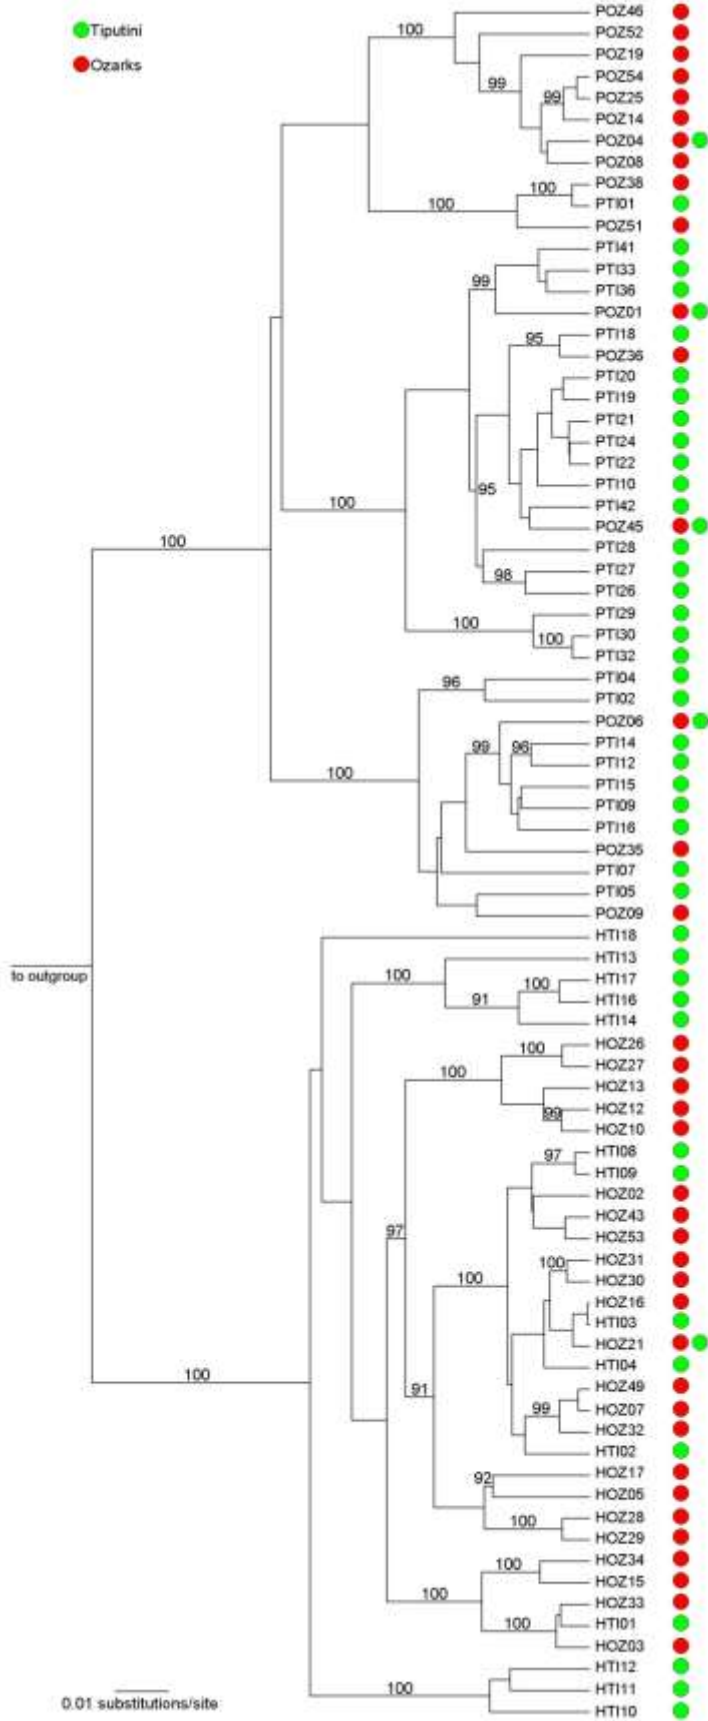 Tiputini
Ozarks
POZ46
100
POZ52
POZ19
99
POZ54
99
POZ25
POZ14
POZ04
POZ08
POZ38
100
PTI01
100
POZ51
PTI41
PTI33
99
PTI36
POZ01
PTI18
95
POZ36
PTI20
PTI19
PTI21
PTI24
PTI22
PTI10
95
100
PTI42
POZ45
100
PTI28
PTI27
98
PTI26
PTI29
100
PTI30
100
PTI32
PTI04
96
PTI02
POZ06
PTI14
99
96
PTI12
100
PTI15
PTI09
PTI16
POZ35
PTI07
PTI05
POZ09
HTI18
HTI13
to outgroup
100
HTI17
100
HTI16
91
HTI14
HOZ26
100
HOZ27
100
HOZ13
HOZ12
99
HOZ10
HTI08
97
HTI09
HOZ02
HOZ43
97
HOZ53
HOZ31
100
100
HOZ30
HOZ16
HTI03
HOZ21
HTI04
100
91
HOZ49
99
HOZ07
HOZ32
HTI02
HOZ17
92
HOZ05
HOZ28
100
HOZ29
HOZ34
100
HOZ15
100
HOZ33
100
HTI01
HOZ03
HTI12
100
HTI11
0.01 substitutions/site
HTI10